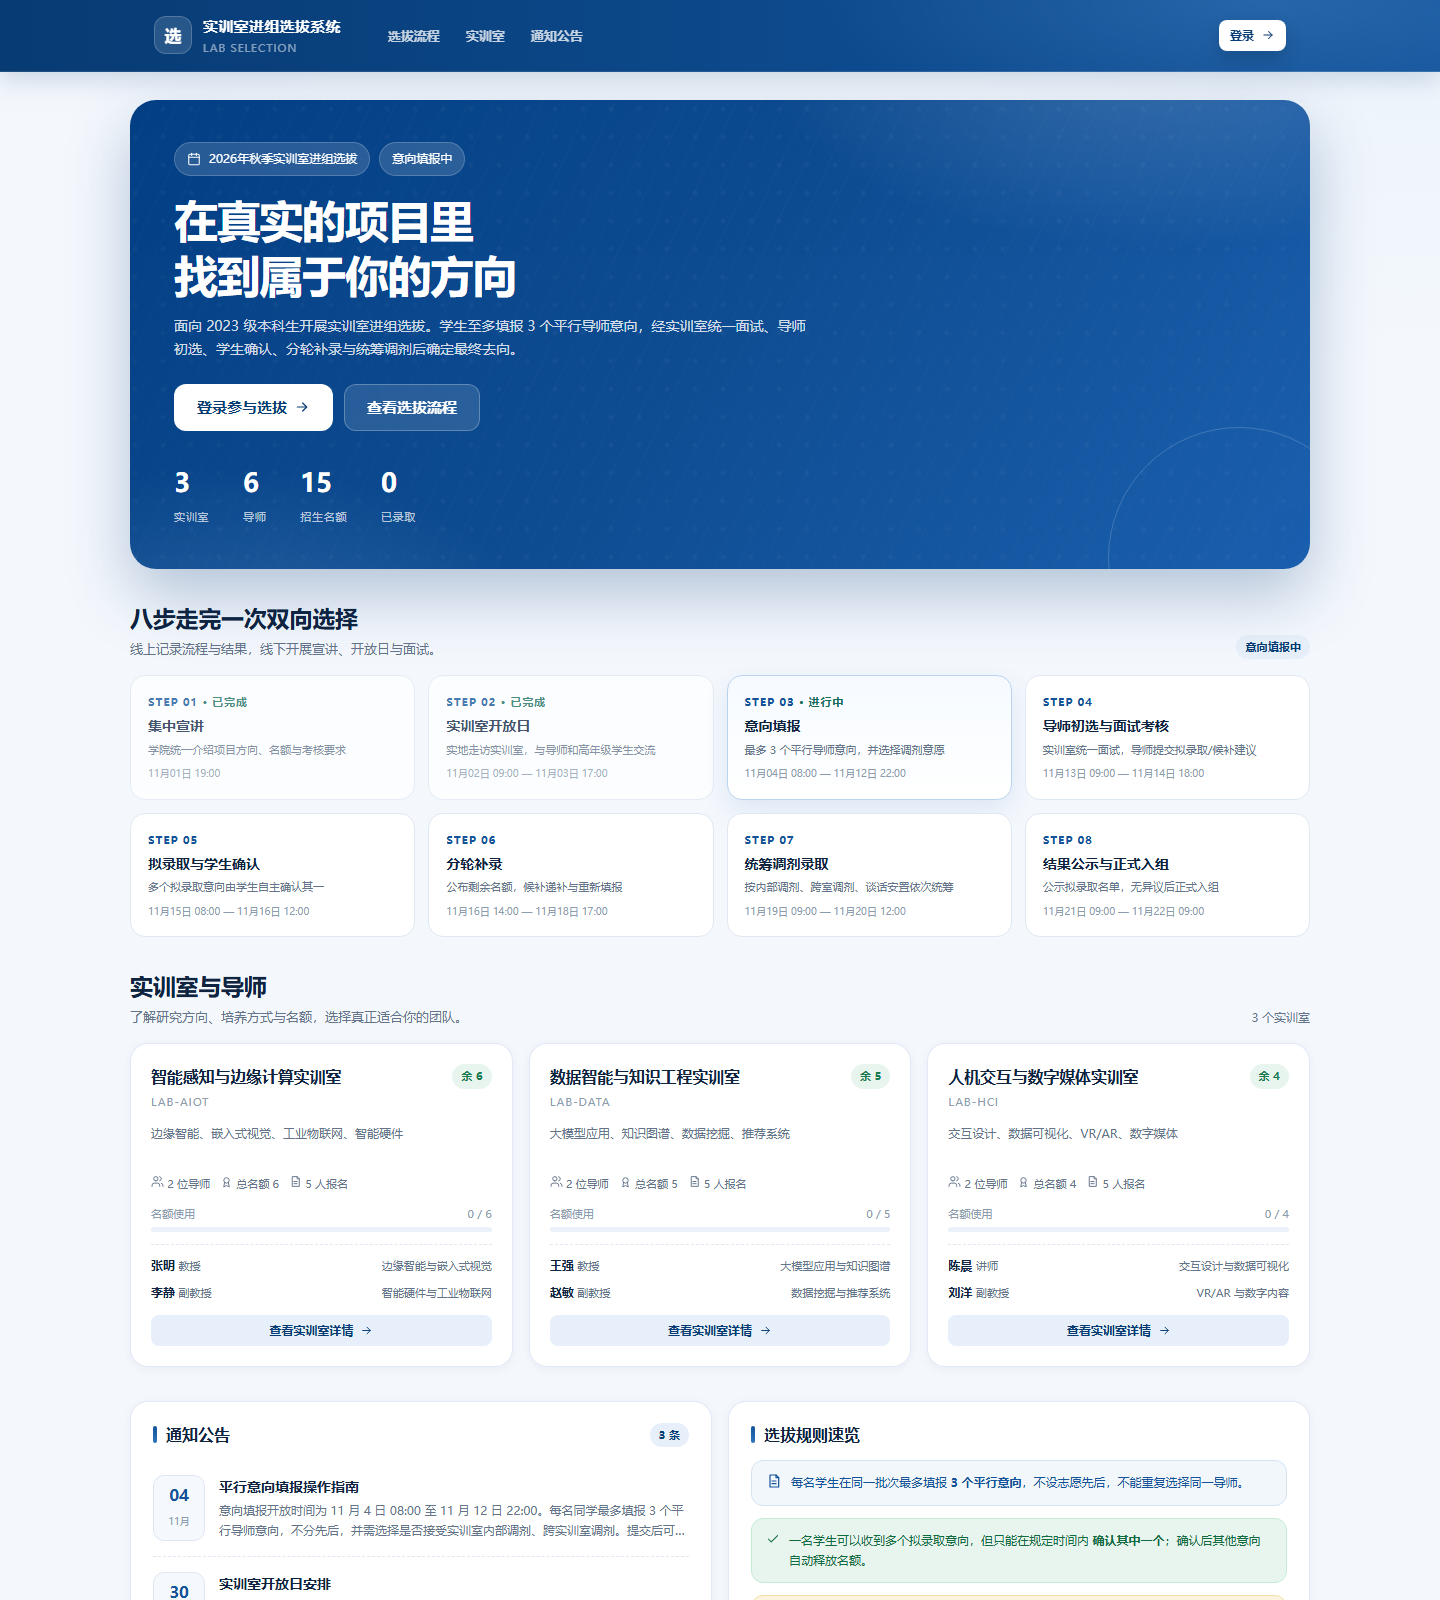 选
实训室进组选拔系统
LAB SELECTION
选拔流程
实训室
通知公告
登录
2026年秋季实训室进组选拔
意向填报中
在真实的项目里
找到属于你的方向
面向 2023 级本科生开展实训室进组选拔。学生至多填报 3 个平行导师意向，经实训室统一面试、导师
初选、学生确认、分轮补录与统筹调剂后确定最终去向。
登录参与选拔
查看选拔流程
3
6
15
0
实训室
导师
招生名额
已录取
八步走完一次双向选择
线上记录流程与结果，线下开展宣讲、开放日与面试。
意向填报中
STEP 01 • 已完成
集中宣讲
学院统一介绍项目方向、名额与考核要求
11月01日 19:00
STEP 02 • 已完成
实训室开放日
实地走访实训室，与导师和高年级学生交流
11月02日 09:00 — 11月03日 17:00
STEP 03 • 进行中
意向填报
最多 3 个平行导师意向，并选择调剂意愿
11月04日 08:00 — 11月12日 22:00
STEP 04
导师初选与面试考核
实训室统一面试，导师提交拟录取/候补建议
11月13日 09:00 — 11月14日 18:00
STEP 05
拟录取与学生确认
多个拟录取意向由学生自主确认其一
11月15日 08:00 — 11月16日 12:00
STEP 06
分轮补录
公布剩余名额，候补递补与重新填报
11月16日 14:00 — 11月18日 17:00
STEP 07
统筹调剂录取
按内部调剂、跨室调剂、谈话安置依次统筹
11月19日 09:00 — 11月20日 12:00
STEP 08
结果公示与正式入组
公示拟录取名单，无异议后正式入组
11月21日 09:00 — 11月22日 09:00
实训室与导师
了解研究方向、培养方式与名额，选择真正适合你的团队。
3 个实训室
智能感知与边缘计算实训室
余 6
LAB-AIOT
边缘智能、嵌入式视觉、工业物联网、智能硬件
2 位导师
总名额 6
5 人报名
名额使用
0 / 6
张明 教授
边缘智能与嵌入式视觉
李静 副教授
智能硬件与工业物联网
查看实训室详情
数据智能与知识工程实训室
余 5
LAB-DATA
大模型应用、知识图谱、数据挖掘、推荐系统
2 位导师
总名额 5
5 人报名
名额使用
0 / 5
王强 教授
大模型应用与知识图谱
赵敏 副教授
数据挖掘与推荐系统
查看实训室详情
人机交互与数字媒体实训室
余 4
LAB-HCI
交互设计、数据可视化、VR/AR、数字媒体
2 位导师
总名额 4
5 人报名
名额使用
0 / 4
陈晨 讲师
交互设计与数据可视化
刘洋 副教授
VR/AR 与数字内容
查看实训室详情
通知公告
3 条
04
11月
平行意向填报操作指南
意向填报开放时间为 11 月 4 日 08:00 至 11 月 12 日 22:00。每名同学最多填报 3 个平
行导师意向，不分先后，并需选择是否接受实训室内部调剂、跨实训室调剂。提交后可...
30
实训室开放日安排
选拔规则速览
每名学生在同一批次最多填报 3 个平行意向，不设志愿先后，不能重复选择同一导师。
一名学生可以收到多个拟录取意向，但只能在规定时间内 确认其中一个；确认后其他意向
自动释放名额。